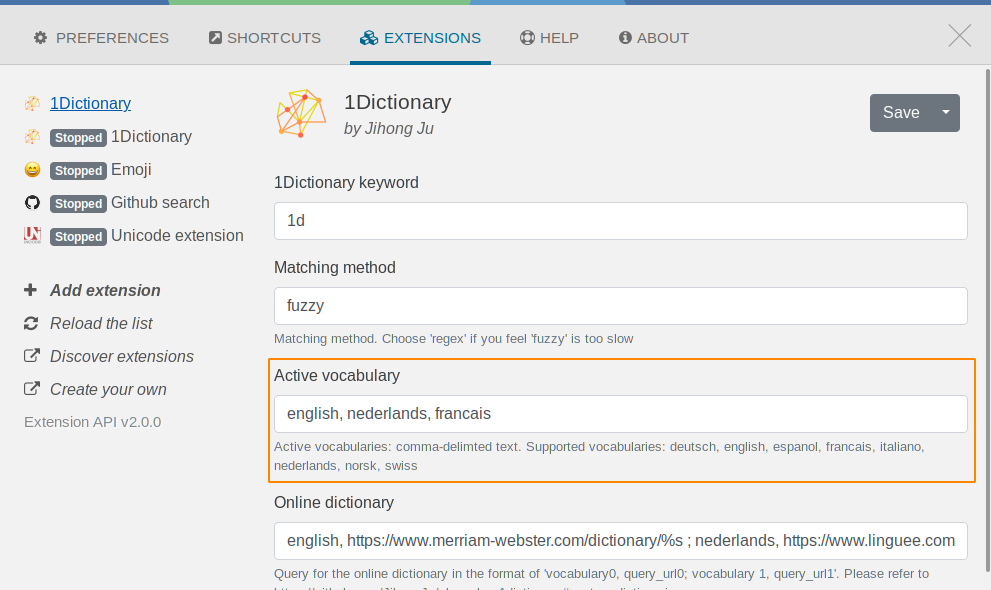 PREFERENCES SHORTCUTS EXTENSIONS HELP ABOUT
1Dictionary
Stopped 1Dictionary
Stopped Emoji
Stopped Github search
Stopped Unicode extension
Add extension
Reload the list
Discover extensions
Create your own
Extension API v2.0.0
1Dictionary
by Jihong Ju
Save
1Dictionary keyword
1d
Matching method
fuzzy
Matching method. Choose 'regex' if you feel 'fuzzy' is too slow
Active vocabulary
english, nederlands, francais
Active vocabularies: comma-delimted text. Supported vocabularies: deutsch, english, espanol, francais, italiano,
nederlands, norsk, swiss
Online dictionary
english, https://www.merriam-webster.com/dictionary/%s ; nederlands, https://www.linguee.com
Query for the online dictionary in the format of 'vocabulary0, query_url0; vocabulary 1, query_url1'. Please refer to